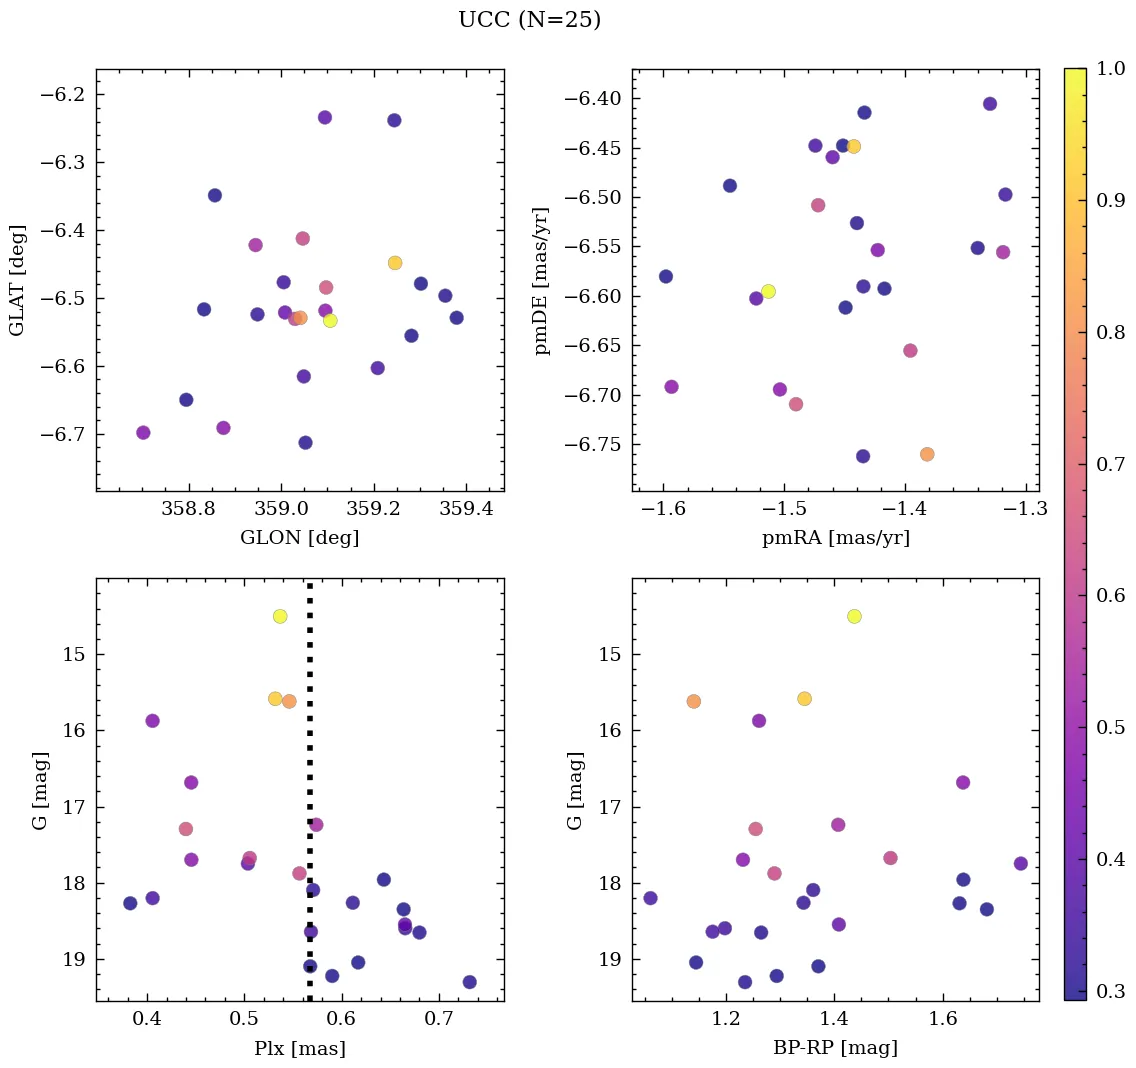 UCC (N=25)
−6.2
−6.3
−6.4
−6.5
−6.6
−6.7
GLAT [deg]
358.8 359.0 359.2 359.4
GLON [deg]
−6.40
−6.45
−6.50
−6.55
−6.60
−6.65
−6.70
−6.75
pmDE [mas/yr]
−1.6 −1.5 −1.4 −1.3
pmRA [mas/yr]
15
16
17
18
19
G [mag]
0.4 0.5 0.6 0.7
Plx [mas]
15
16
17
18
19
G [mag]
1.2 1.4 1.6
BP-RP [mag]
1.0
0.9
0.8
0.7
0.6
0.5
0.4
0.3